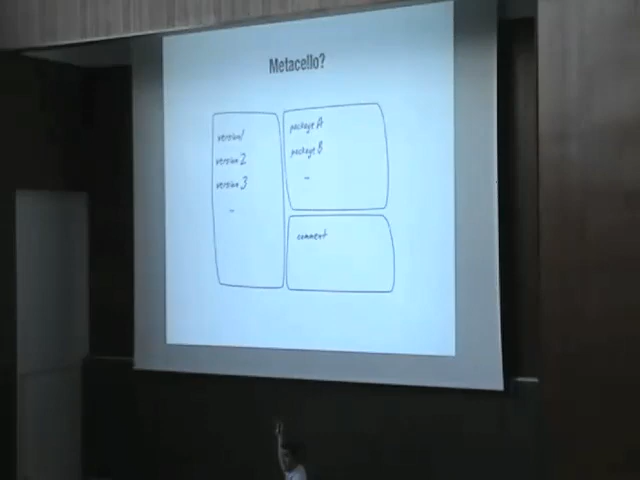 Metacello?
version1
version 2
version 3
...
package A
package B
...
comment